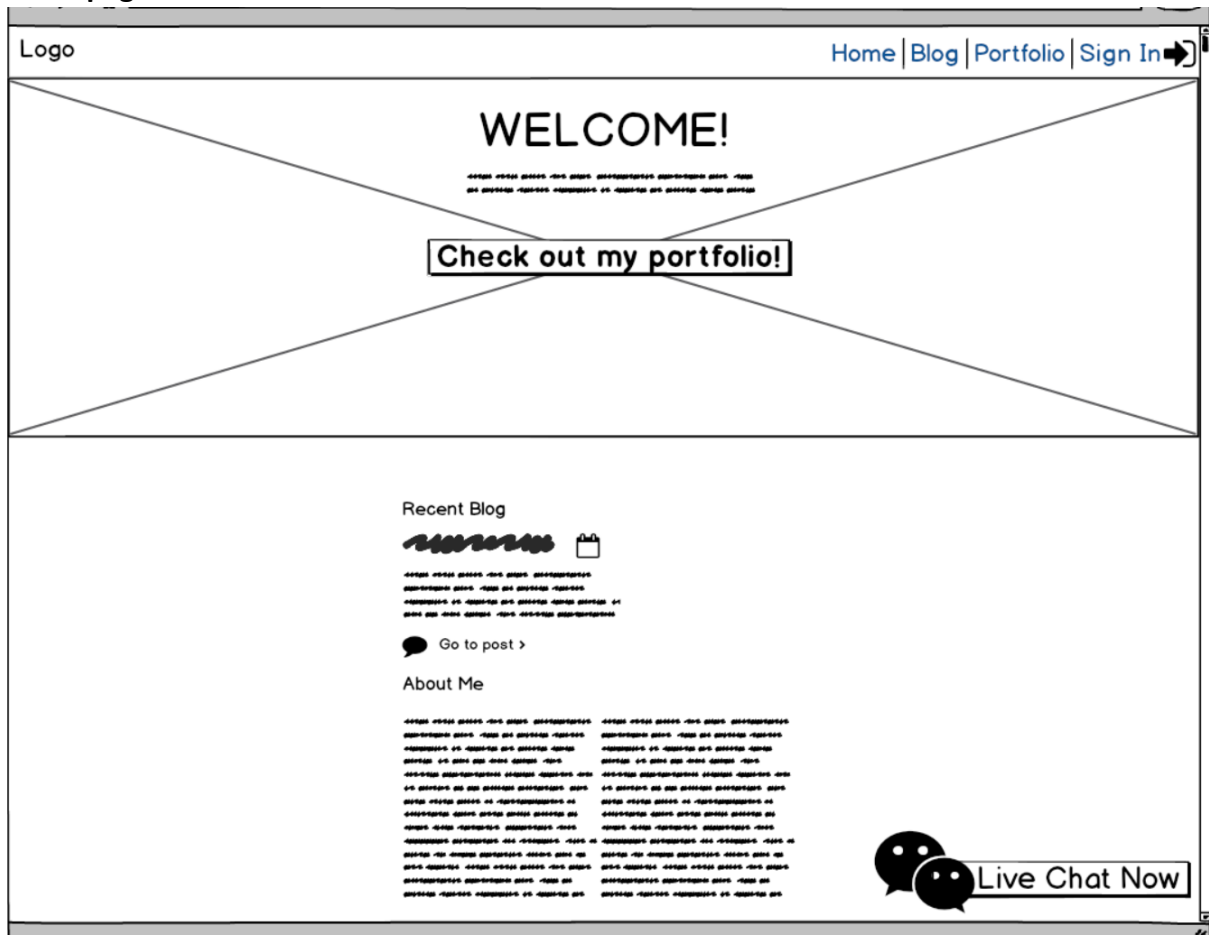 Logo
Home | Blog | Portfolio | Sign In
WELCOME!
Check out my portfolio!
Recent Blog
Go to post >
About Me
Live Chat Now